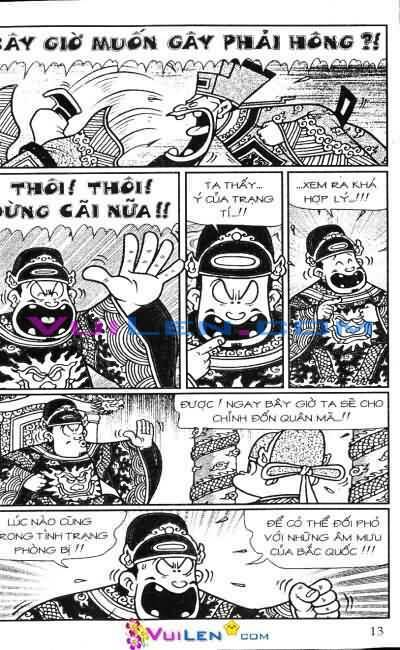 BÂY GIỜ MUỐN GÂY PHẢI HÔNG?!
THÔI! THÔI!
ĐỪNG CÃI NỮA!!
TA THẤY...
Ý CỦA TRẠNG
TÍ...!!
...XEM RA KHÁ
HỢP LÝ...!!!
VUILEN.COM
ĐƯỢC! NGAY BÂY GIỜ TA SẼ CHO
CHỈNH ĐỐN QUÂN MÃ...!!
LÚC NÀO CŨNG
TRONG TÌNH TRẠNG
PHÒNG BỊ!!
ĐỂ CÓ THỂ ĐỐI PHÓ
VỚI NHỮNG ÂM MƯU
CỦA BẮC QUỐC!!!
13
VUILEN.COM